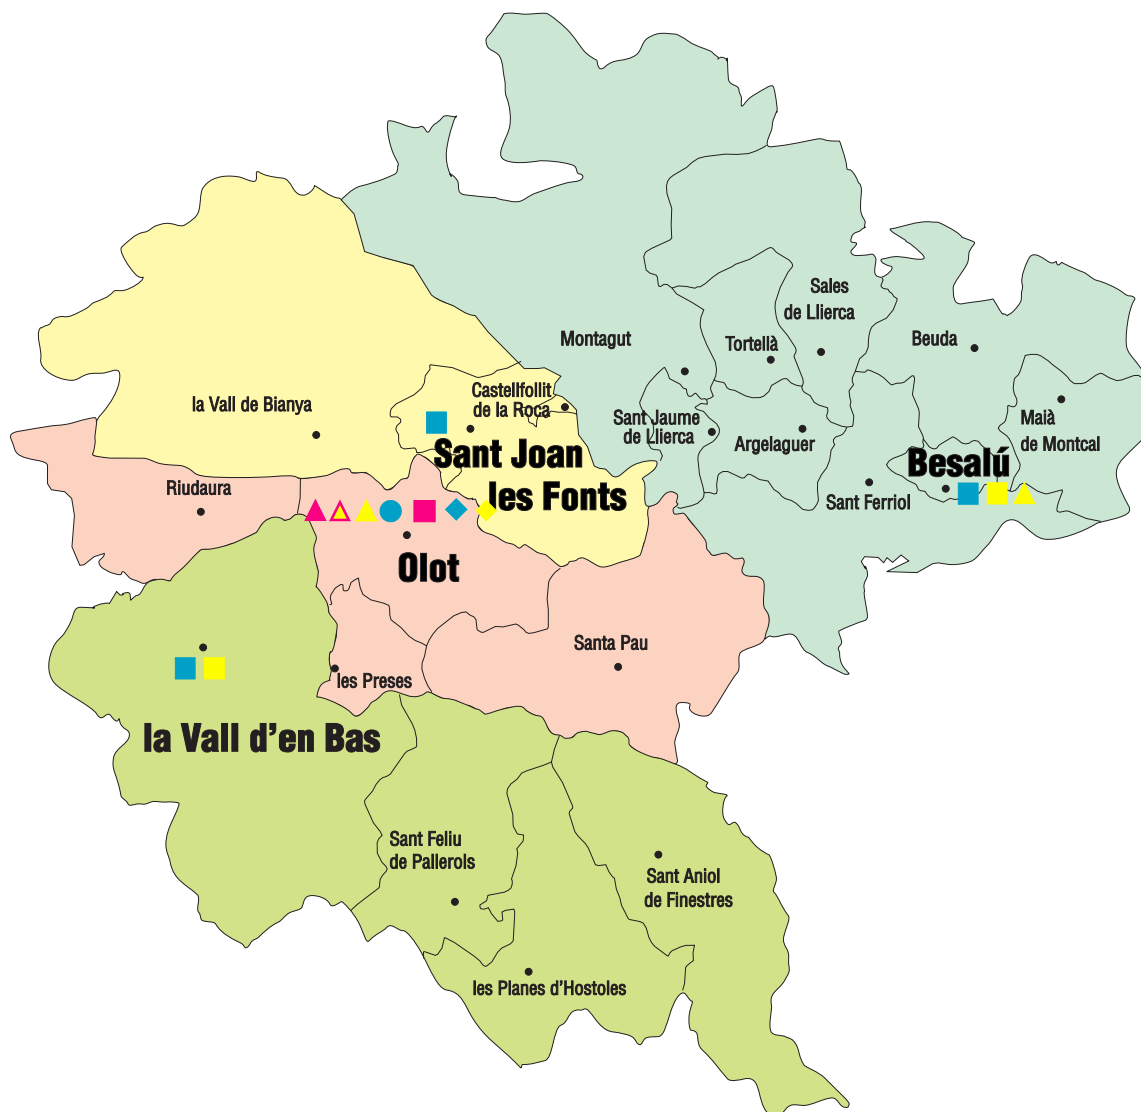 Sales
de Llierca
Montagut
Tortellà
Beuda
Castellfollit
de la Roca
la Vall de Bianya
Sant Jaume
de Llierca
Argelaguer
Maià
de Montcal
Sant Joan
les Fonts
Besalú
Riudaura
Sant Ferriol
Olot
Santa Pau
les Preses
la Vall d’en Bas
Sant Feliu
de Pallerols
Sant Aniol
de Finestres
les Planes d’Hostoles